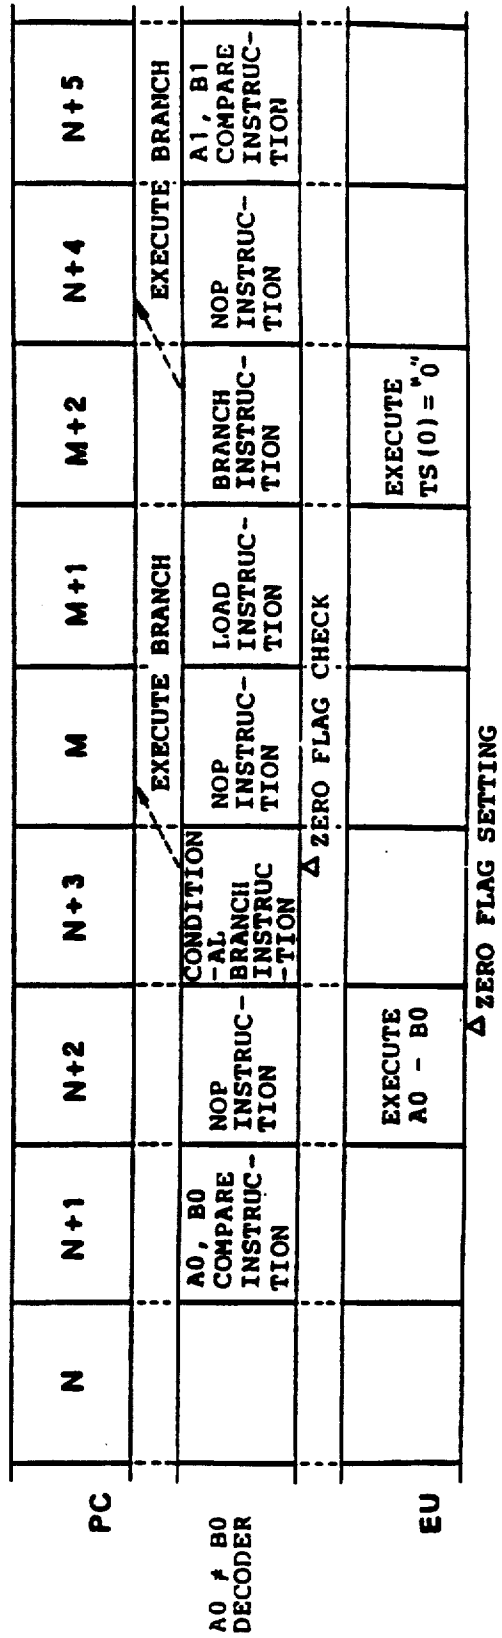 PC
N
N+1
N+2
N+3
M
M+1
M+2
N+4
N+5
EXECUTE BRANCH
EXECUTE BRANCH
A0 ≠ B0
DECODER
A0, B0
COMPARE
INSTRUC-
TION
NOP
INSTRUC-
TION
CONDITION
-AL
BRANCH
INSTRUC
-TION
NOP
INSTRUC-
TION
LOAD
INSTRUC-
TION
BRANCH
INSTRUC-
TION
NOP
INSTRUC-
TION
A1, B1
COMPARE
INSTRUC-
TION
ZERO FLAG CHECK
EU
EXECUTE
A0 - B0
EXECUTE
TS(0)="0"
ZERO FLAG SETTING